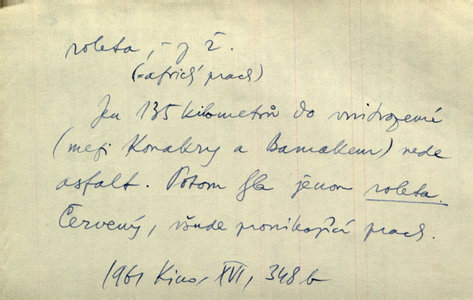 roleta, -y ž.
(=africký prach)
Jen 135 kilometrů do vnitrozemí
(mezi Konakry a Bamakem) vede
asfalt. Potom šla jenom roleta.
Červený, všude pronikající prach.
1961 Kino, XVI, 348 b